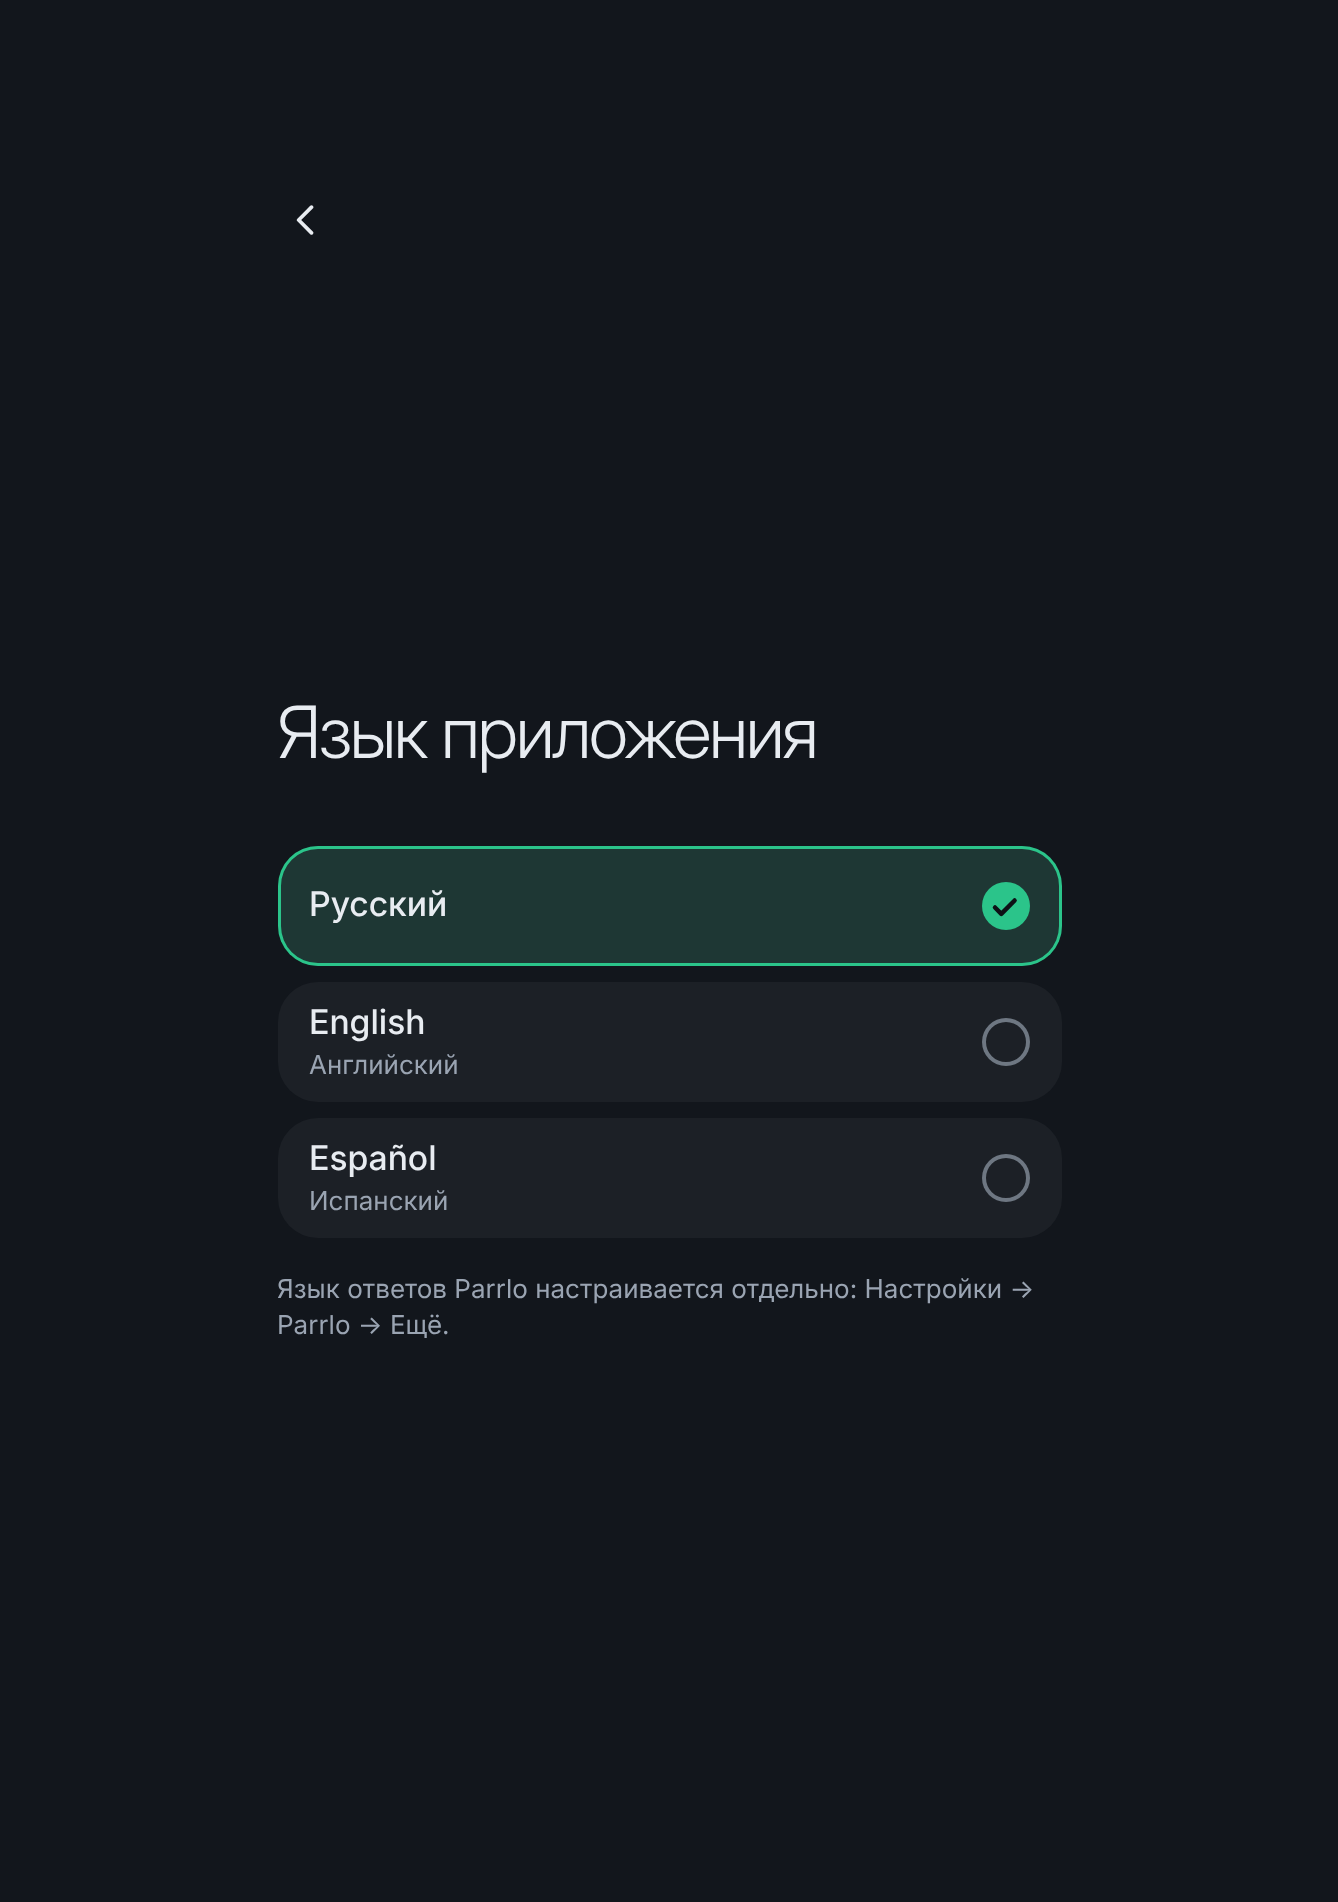 Язык приложения
Русский
English
Английский
Español
Испанский
Язык ответов Parrlo настраивается отдельно: Настройки →
Parrlo → Ещё.